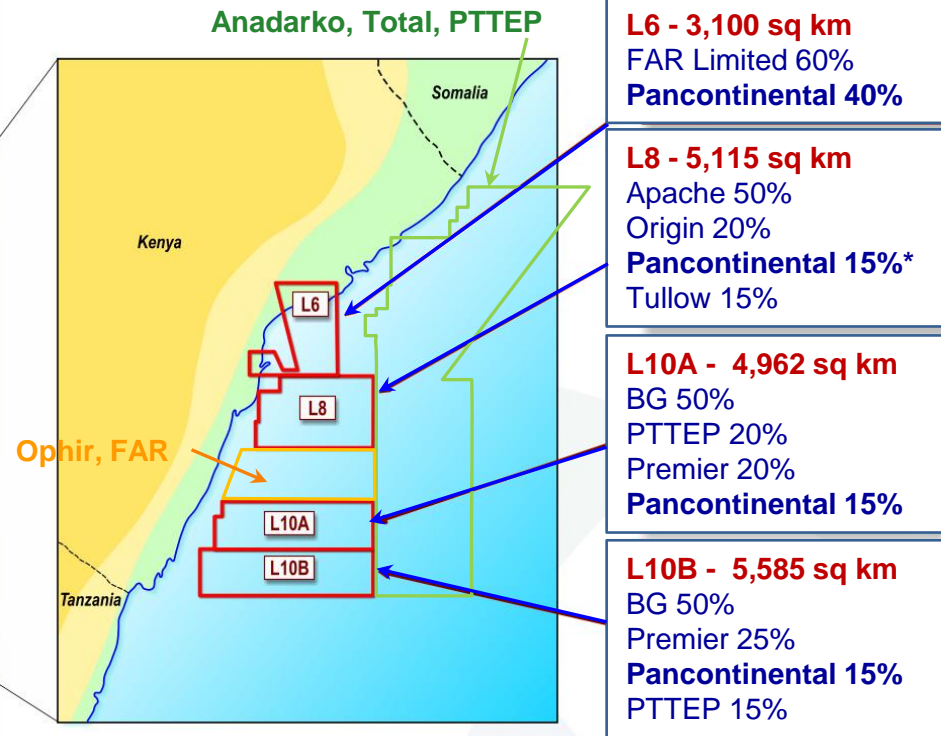 Anadarko, Total, PTTEP
Somalia
Kenya
L6
L8
Ophir, FAR
L10A
L10B
Tanzania
L6 - 3,100 sq km
FAR Limited 60%
Pancontinental 40%
L8 - 5,115 sq km
Apache 50%
Origin 20%
Pancontinental 15%*
Tullow 15%
L10A - 4,962 sq km
BG 50%
PTTEP 20%
Premier 20%
Pancontinental 15%
L10B - 5,585 sq km
BG 50%
Premier 25%
Pancontinental 15%
PTTEP 15%